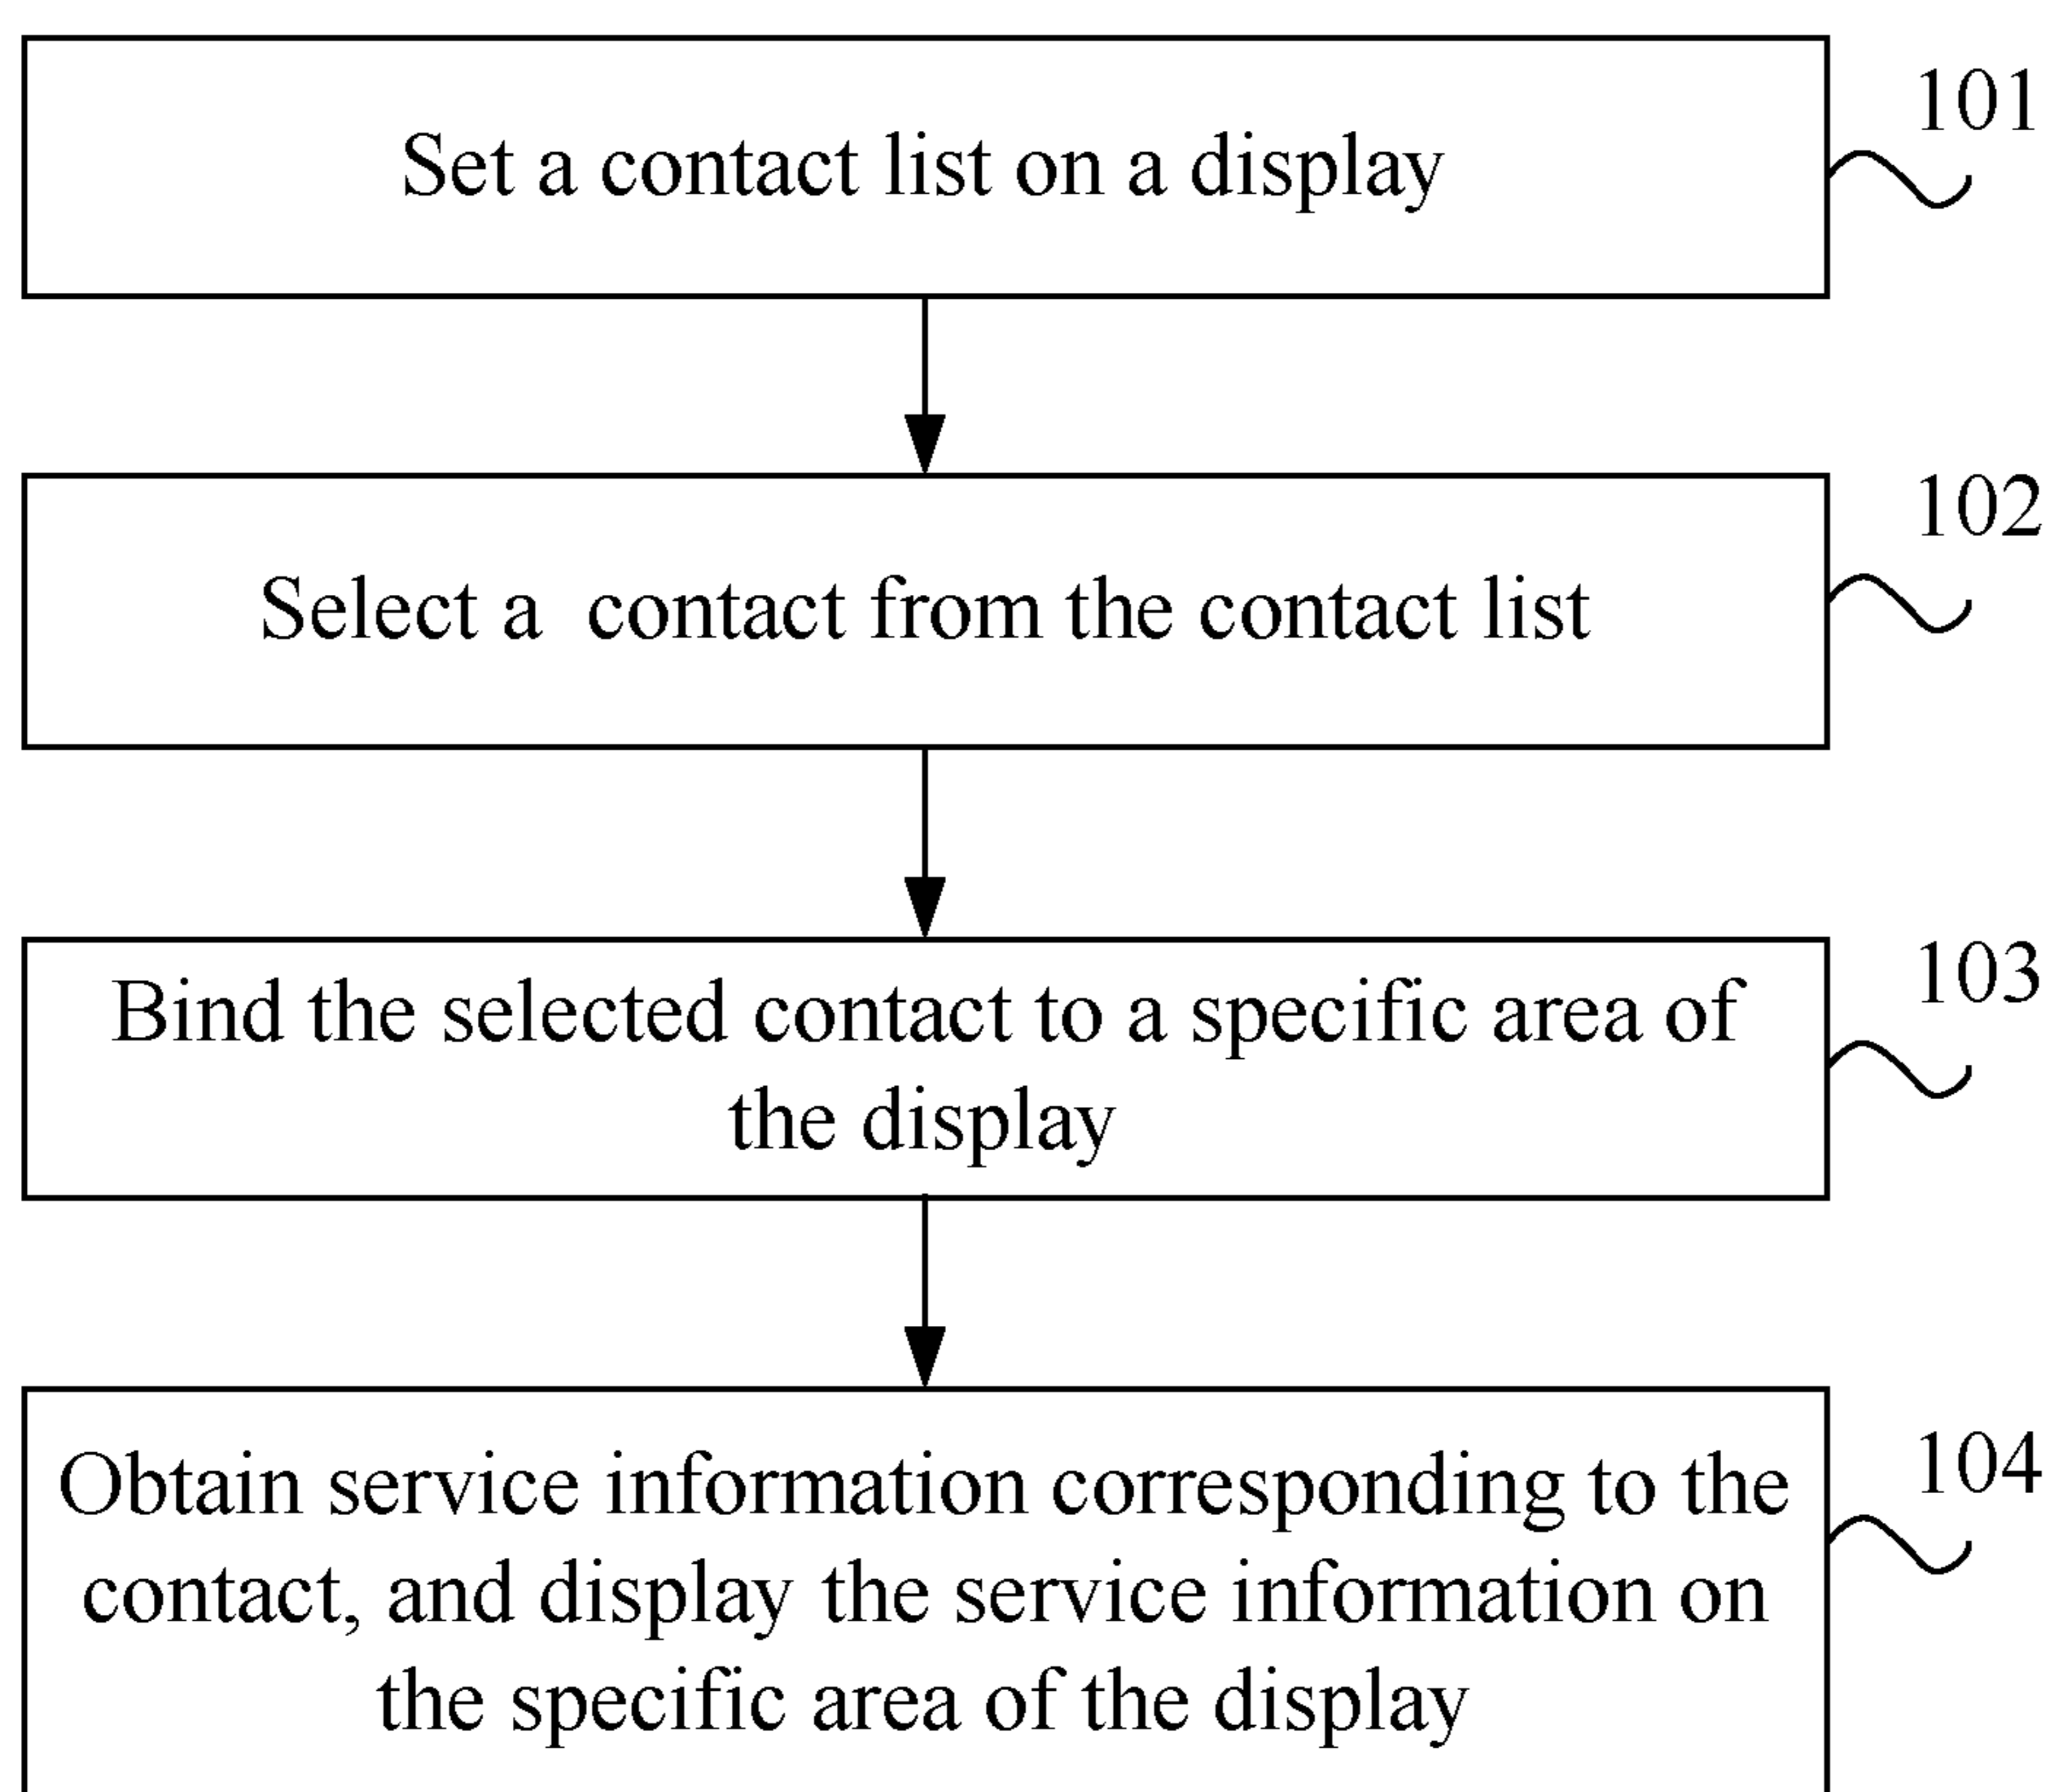 101
Set a contact list on a display
102
Select a contact from the contact list
103
Bind the selected contact to a specific area of
the display
104
Obtain service information corresponding to the
contact, and display the service information on
the specific area of the display